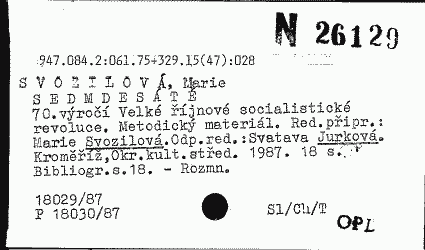 N 26129
947.084.2:061.75+329.15(47):028
S V O Z I L O V Á, Marie
S E D M D E S Á T É
70.výročí Velké říjnové socialistické
revoluce. Metodický materiál. Red.připr.:
Marie Svozilová.Odp.red.:Svatava Jurková.
Kroměříž,Okr.kult.střed. 1987. 18 s.
Bibliogr.s.18. - Rozmn.
18029/87
P 18030/87
Sl/Ch/T
OPL